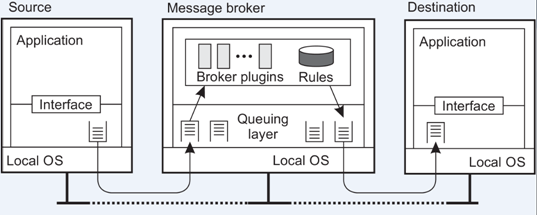 Source
Message broker
Destination
Application
Interface
Local OS
Broker plugins
Rules
Queuing
layer
Local OS
Application
Interface
Local OS